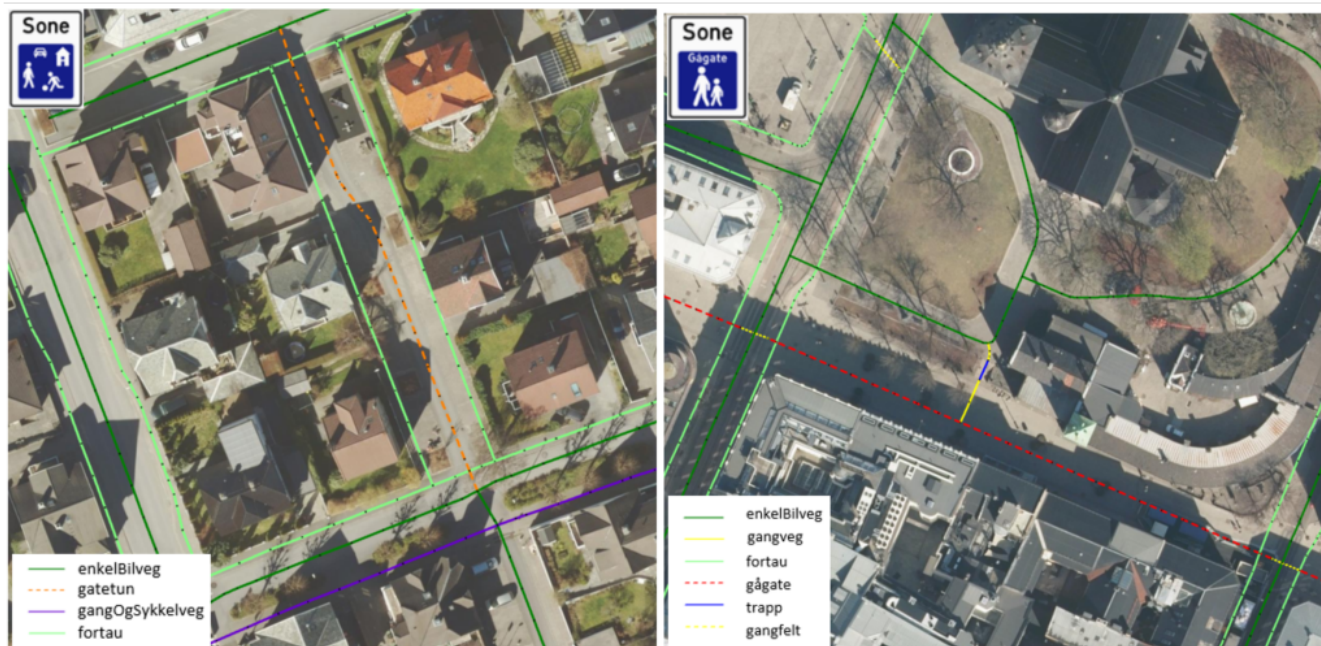 Sone
enkelBilveg
gatetun
gangOgSykkelveg
fortau
Sone
Gågate
enkelBilveg
gangveg
fortau
gågate
trapp
gangfelt